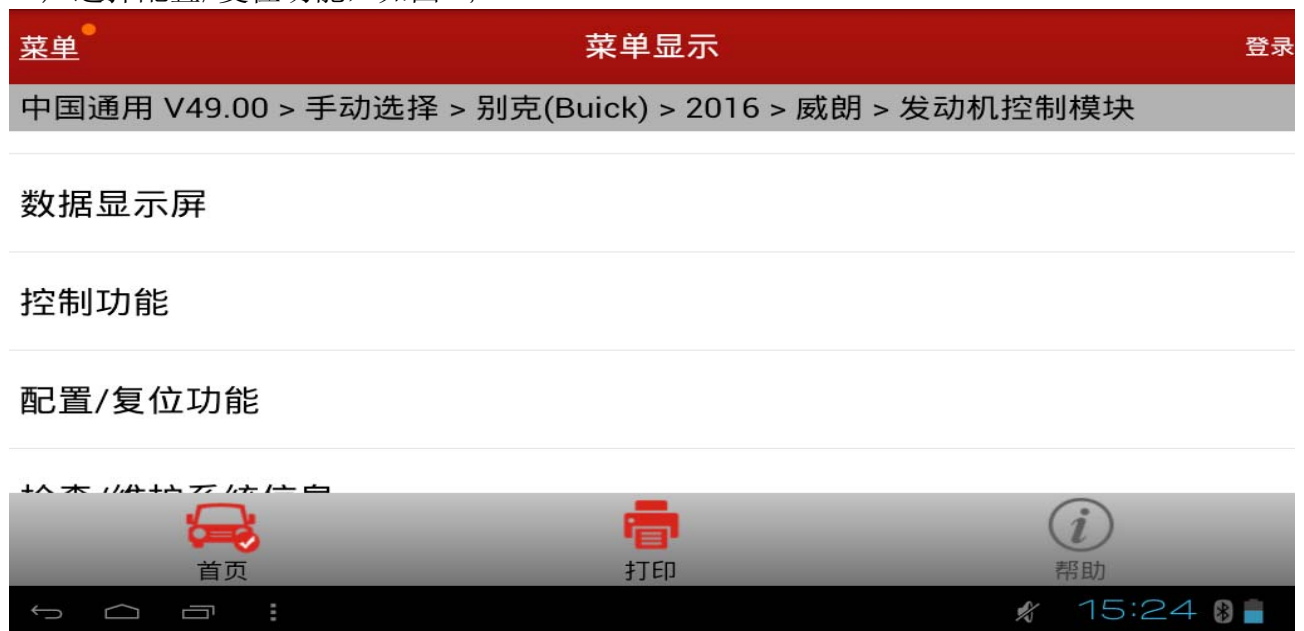 菜单
菜单显示
登录
中国通用 V49.00 > 手动选择 > 别克(Buick) > 2016 > 威朗 > 发动机控制模块
数据显示屏
控制功能
配置/复位功能
首页
打印
帮助
15:24